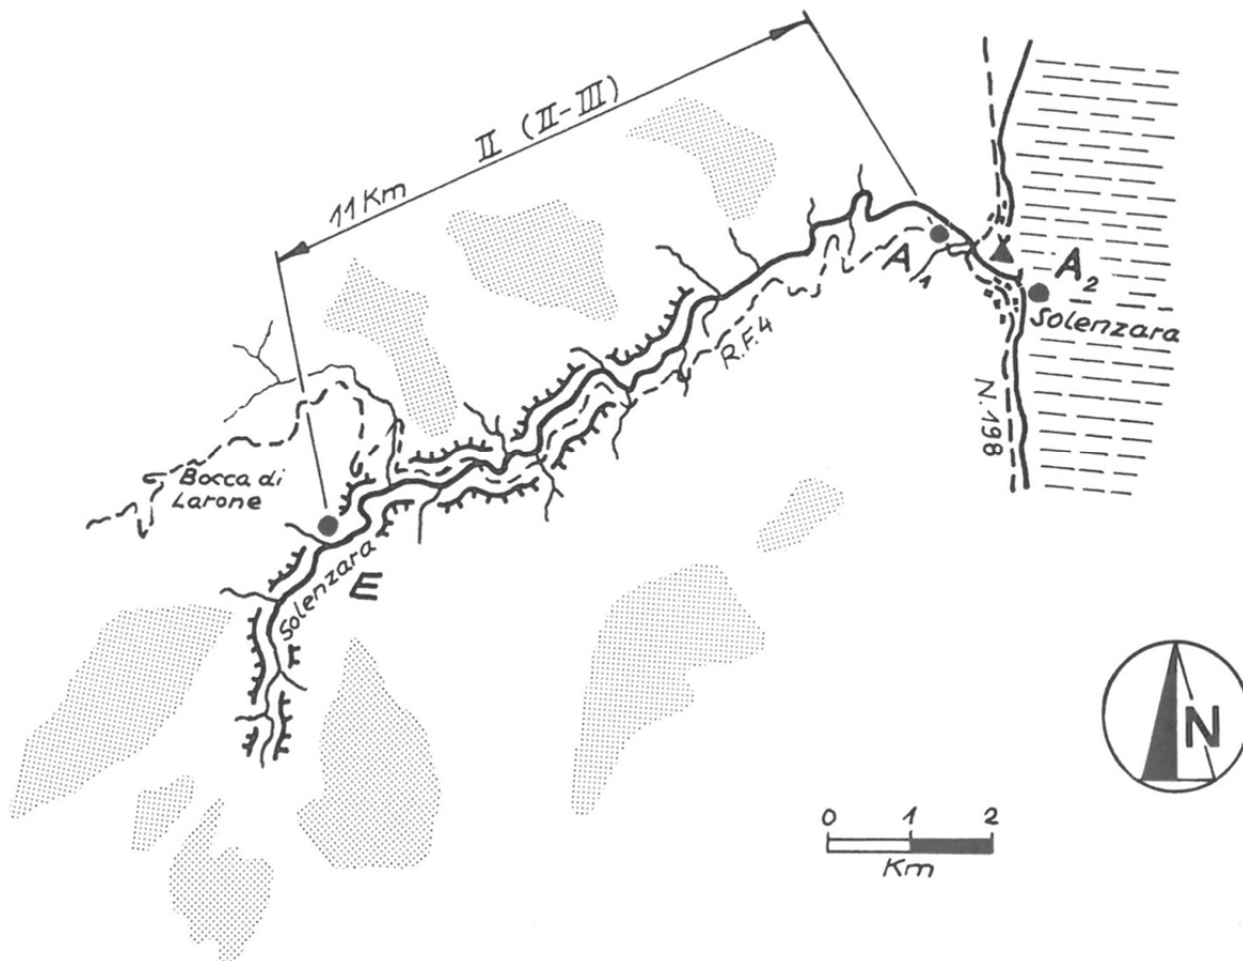 II (II-III)
11 Km
A1
A2
Solenzara
R.F.4
N.198
Bocca di
Larone
Solenzara
E
N
0 1 2
Km